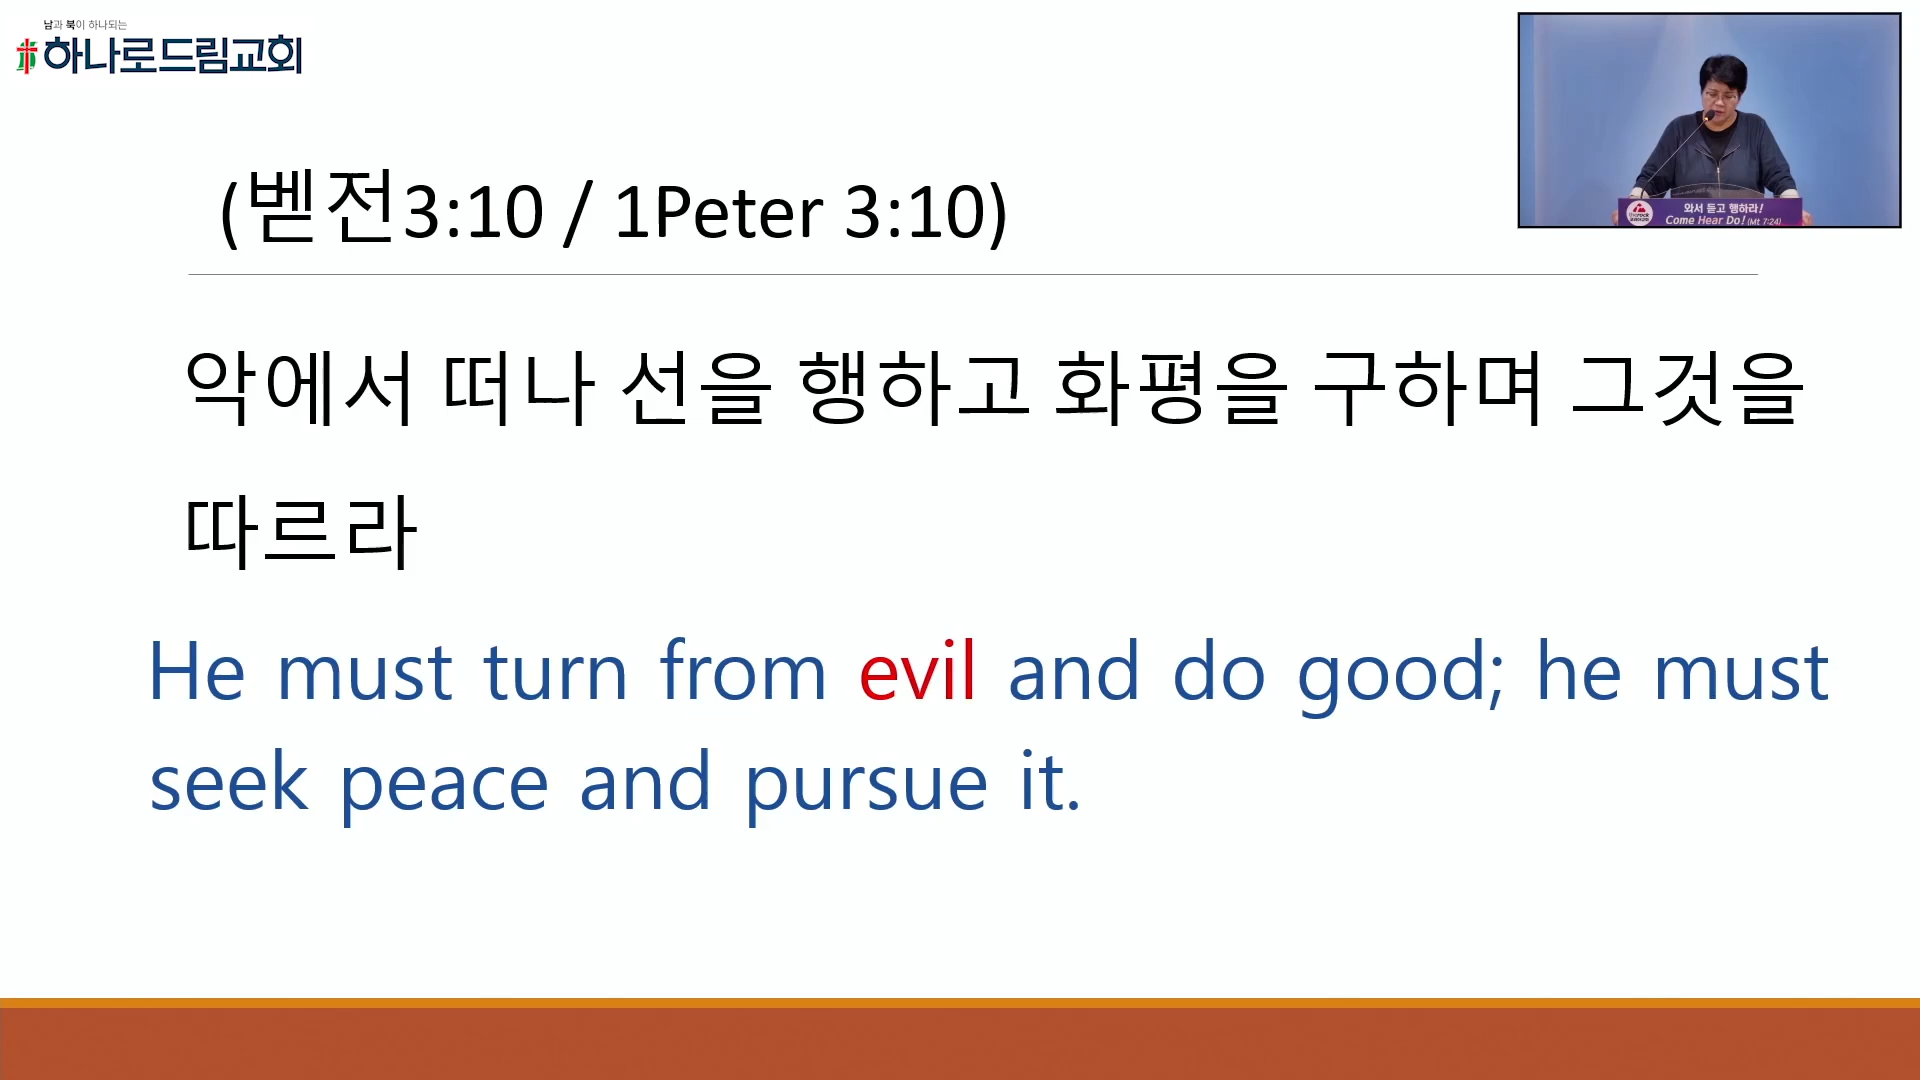 남과 북이 하나되는
하나로드림교회
(벧전3:10 / 1Peter 3:10)
악에서 떠나 선을 행하고 화평을 구하며 그것을
따르라
He must turn from evil and do good; he must
seek peace and pursue it.
와서 듣고 행하라!
Come Hear Do! (Mt 7:24)